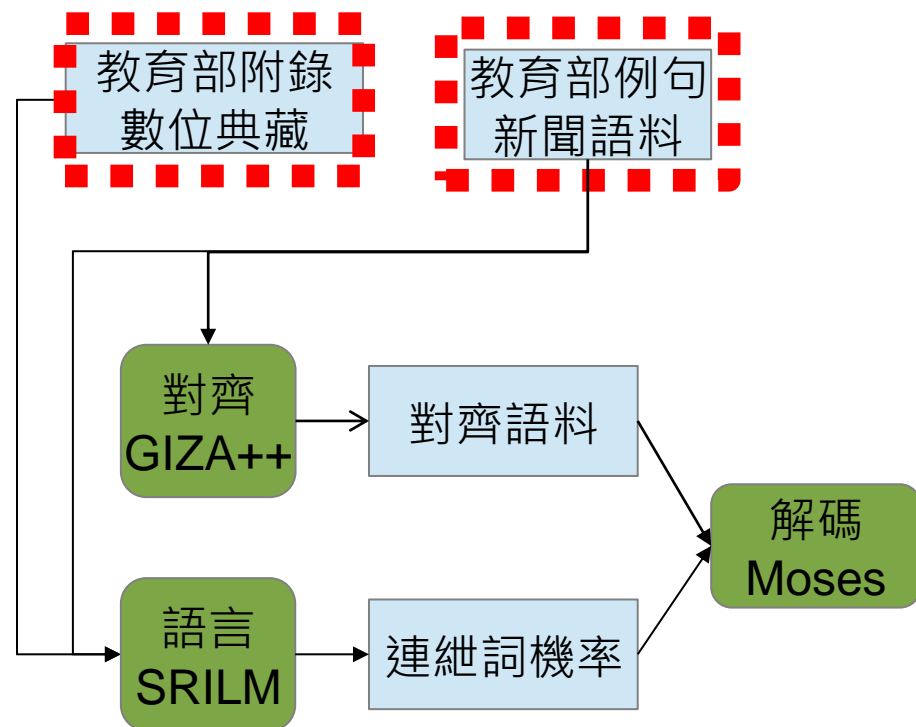 教育部附錄
數位典藏
教育部例句
新聞語料
對齊
GIZA++
對齊語料
解碼
Moses
語言
SRILM
連紲詞機率